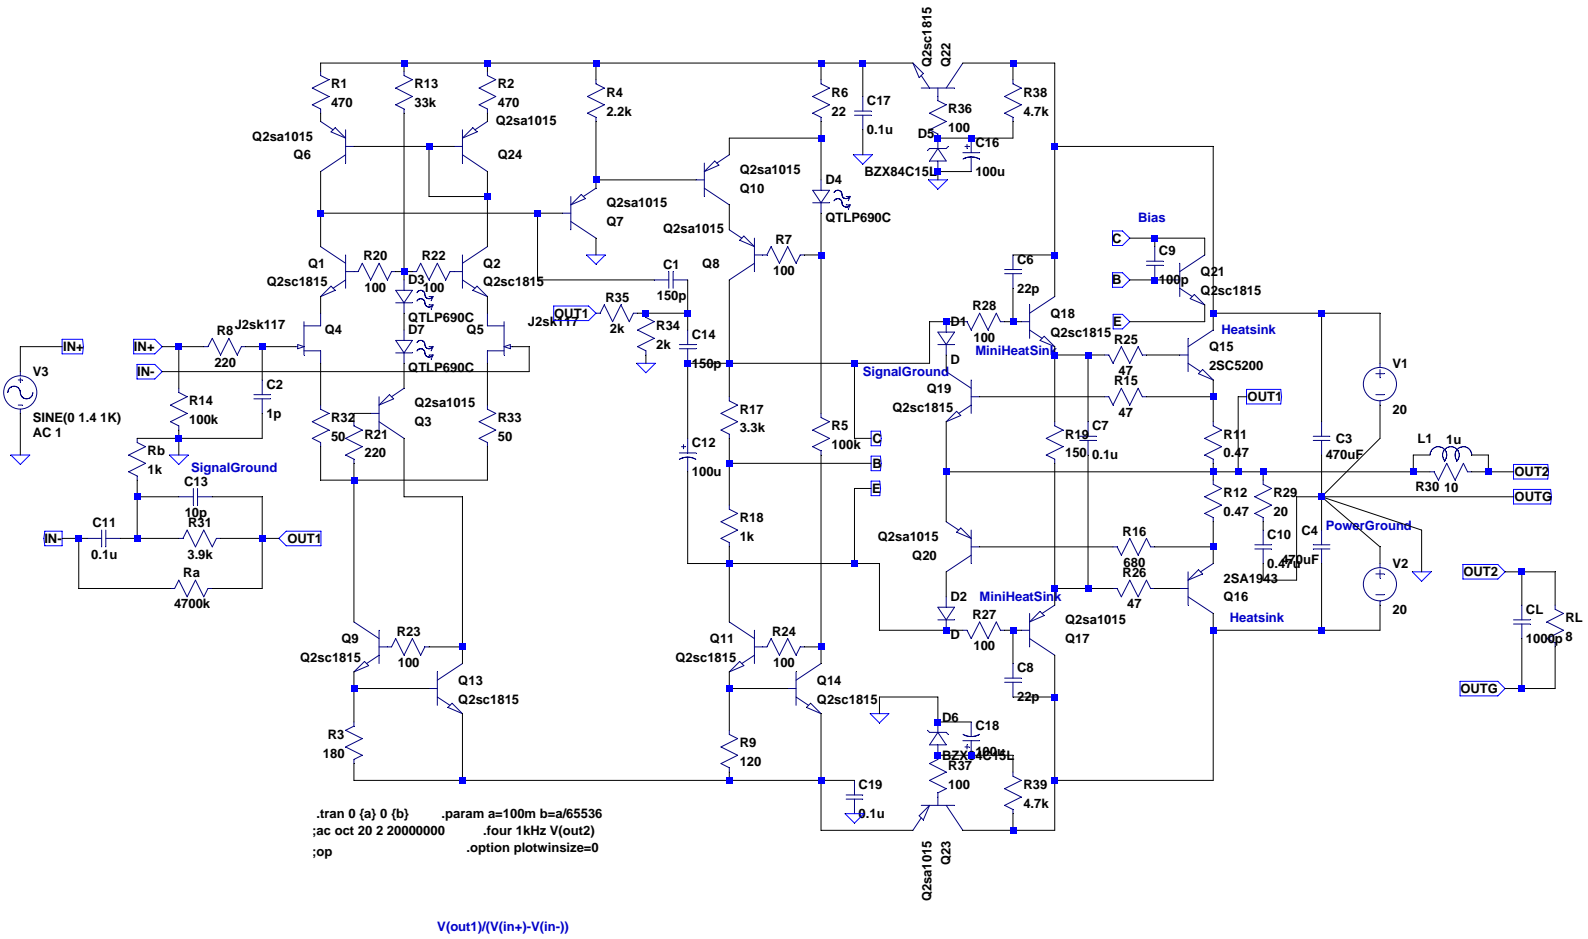 Q2sc1815
Q22
R1
470
R13
33k
R2
470
R4
2.2k
R6
22
C17
0.1u
R36
100
R38
4.7k
Q2sa1015
Q6
Q2sa1015
Q24
D5
C16
BZX84C15L
100u
Q2sa1015
Q10
D4
QTLP690C
Q2sa1015
Q7
Bias
C
C9
100p
B
Q21
Q2sc1815
E
Q1
Q2sc1815
R20
100
R22
100
Q2
Q2sc1815
Q2sa1015
Q8
R7
100
C1
150p
C6
22p
D3
QTLP690C
D7
QTLP690C
J2sk117
Q4
Q5
J2sk117
OUT1
R35
2k
R34
2k
C14
150p
D1
D
R28
100
Q18
Q2sc1815
MiniHeatSink
Heatsink
R25
47
Q15
2SC5200
IN+
IN+
IN-
R8
220
C2
1p
R14
100k
V3
SINE(0 1.4 1K)
AC 1
Q2sa1015
Q3
R32
50
R21
220
R33
50
SignalGround
Q19
Q2sc1815
R15
47
OUT1
V1
20
R17
3.3k
R5
100k
C12
100u
C
B
E
R19
150
C7
0.1u
R11
0.47
C3
470uF
L1
1u
R30
10
OUT2
OUTG
Rb
1k
SignalGround
C13
10p
R31
3.9k
C11
0.1u
IN-
OUT1
Ra
4700k
R18
1k
Q2sa1015
Q20
R16
680
R12
0.47
R29
20
C10
0.47u
C4
470uF
PowerGround
R26
47
2SA1943
Q16
Heatsink
V2
20
OUT2
CL
1000p
RL
8
OUTG
D2
D
MiniHeatSink
R27
100
Q2sa1015
Q17
C8
22p
Q9
Q2sc1815
R23
100
Q13
Q2sc1815
Q11
Q2sc1815
R24
100
Q14
Q2sc1815
R3
180
R9
120
D6
C18
100u
BZX84C15L
R37
100
R39
4.7k
C19
0.1u
Q2sa1015
Q23
.tran 0 {a} 0 {b}
.param a=100m b=a/65536
;ac oct 20 2 20000000
.four 1kHz V(out2)
;op
.option plotwinsize=0
V(out1)/(V(in+)-V(in-))